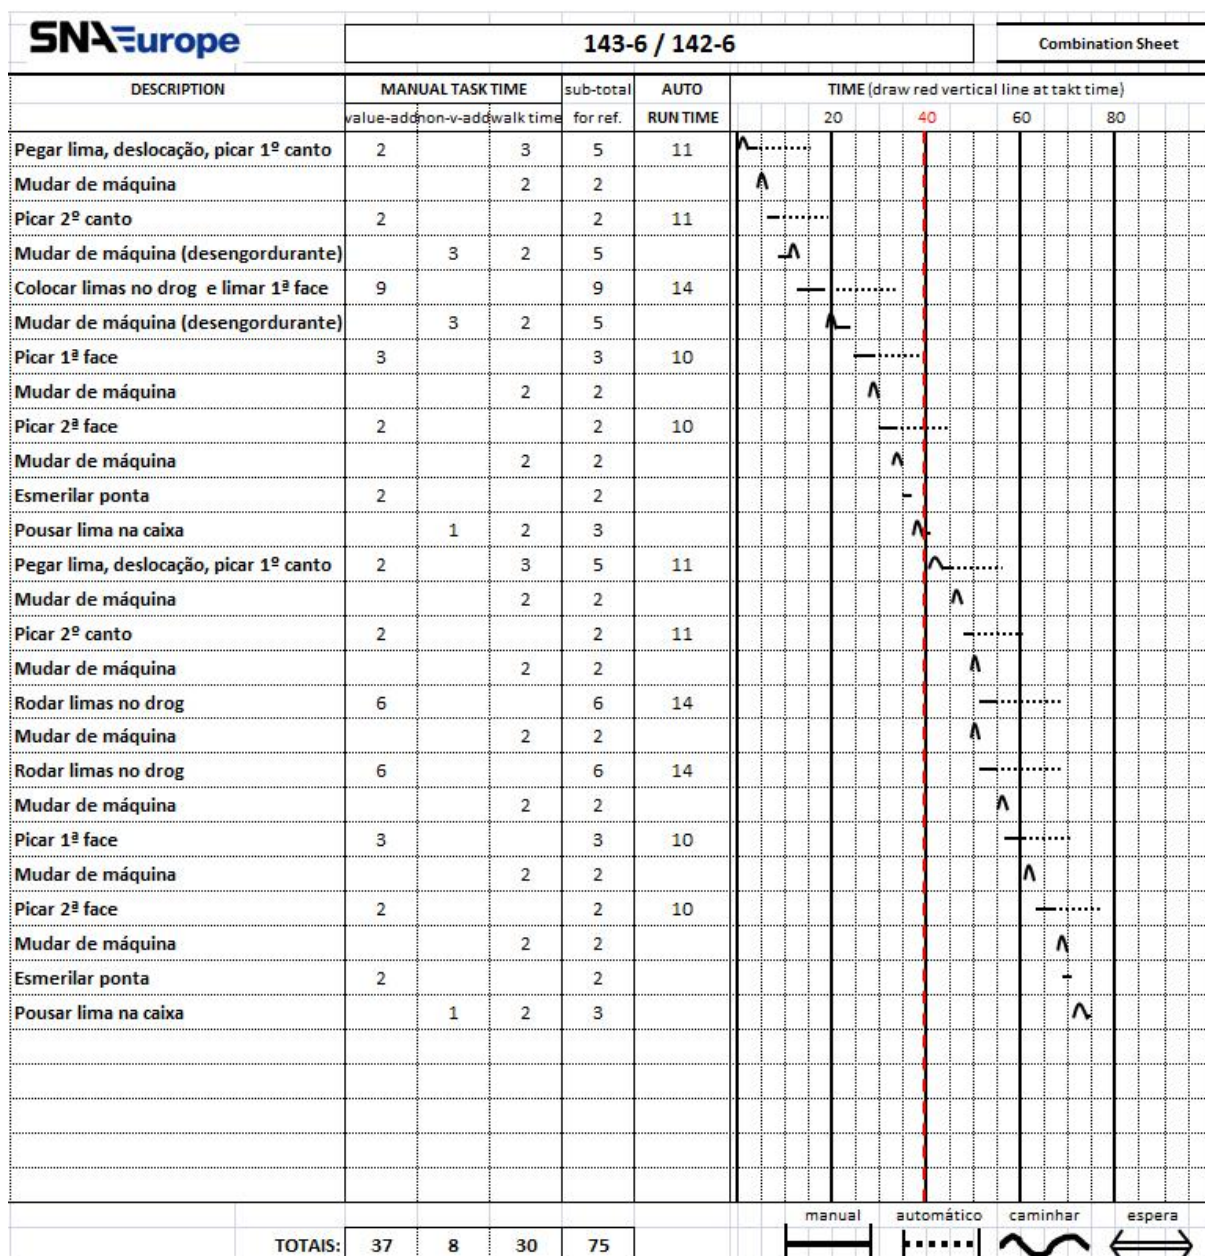 SNA Europe
143-6 / 142-6
Combination Sheet
DESCRIPTION MANUAL TASK TIME sub-total AUTO TIME (draw red vertical line at takt time)
value-add non-v-add walk time for ref. RUN TIME 20 40 60 80
Pegar lima, deslocação, picar 1º canto 2 3 5 11
Mudar de máquina 2 2
Picar 2º canto 2 2 11
Mudar de máquina (desengordurante) 3 2 5
Colocar limas no drog e limar 1ª face 9 9 14
Mudar de máquina (desengordurante) 3 2 5
Picar 1ª face 3 3 10
Mudar de máquina 2 2
Picar 2ª face 2 2 10
Mudar de máquina 2 2
Esmerilar ponta 2 2
Pousar lima na caixa 1 2 3
Pegar lima, deslocação, picar 1º canto 2 3 5 11
Mudar de máquina 2 2
Picar 2º canto 2 2 11
Mudar de máquina 2 2
Rodar limas no drog 6 6 14
Mudar de máquina 2 2
Rodar limas no drog 6 6 14
Mudar de máquina 2 2
Picar 1ª face 3 3 10
Mudar de máquina 2 2
Picar 2ª face 2 2 10
Mudar de máquina 2 2
Esmerilar ponta 2 2
Pousar lima na caixa 1 2 3
manual automático caminhar espera
TOTAIS: 37 8 30 75